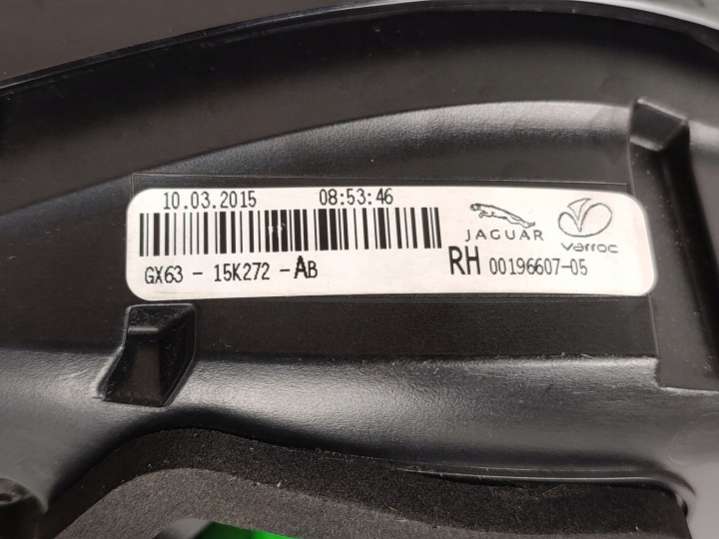 10.03.2015 08:53:46
JAGUAR varroc
GX63 - 15K272 - AB RH 00196607-05